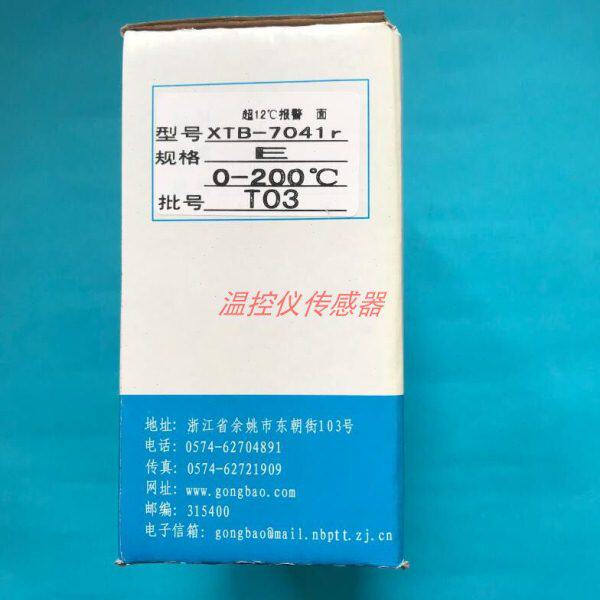 超12℃报警 面
型号 XTB-7041r
规格 E
0-200℃
批号 T03
温控仪传感器
地址: 浙江省余姚市东朝街103号
电话: 0574-62704891
传真: 0574-62721909
网址: www.gongbao.com
邮编: 315400
电子信箱: gongbao@mail.nbptt.zj.cn